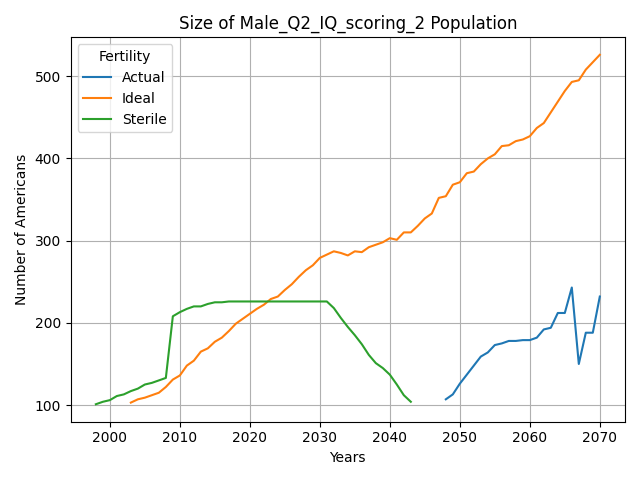 Size of Male_Q2_IQ_scoring_2 Population
Fertility
Actual
Ideal
Sterile
Number of Americans
500
400
300
200
100
2000 2010 2020 2030 2040 2050 2060 2070
Years